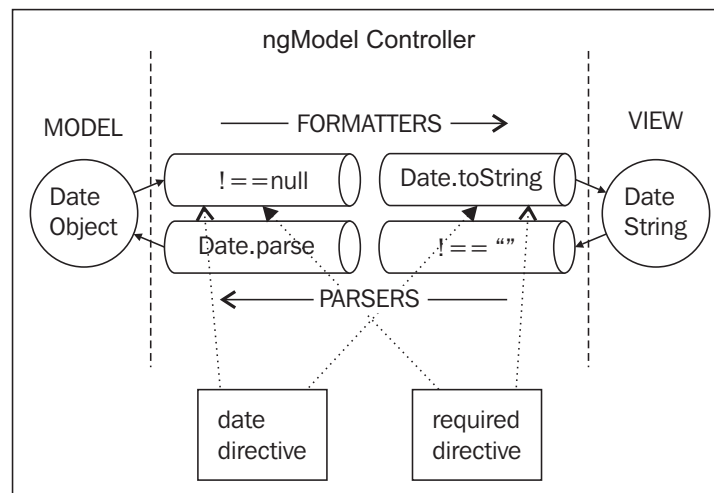 ngModel Controller
FORMATTERS
MODEL
VIEW
! ==null
Date.toString
Date
Object
Date
String
Date.parse
! == “”
PARSERS
date
directive
required
directive